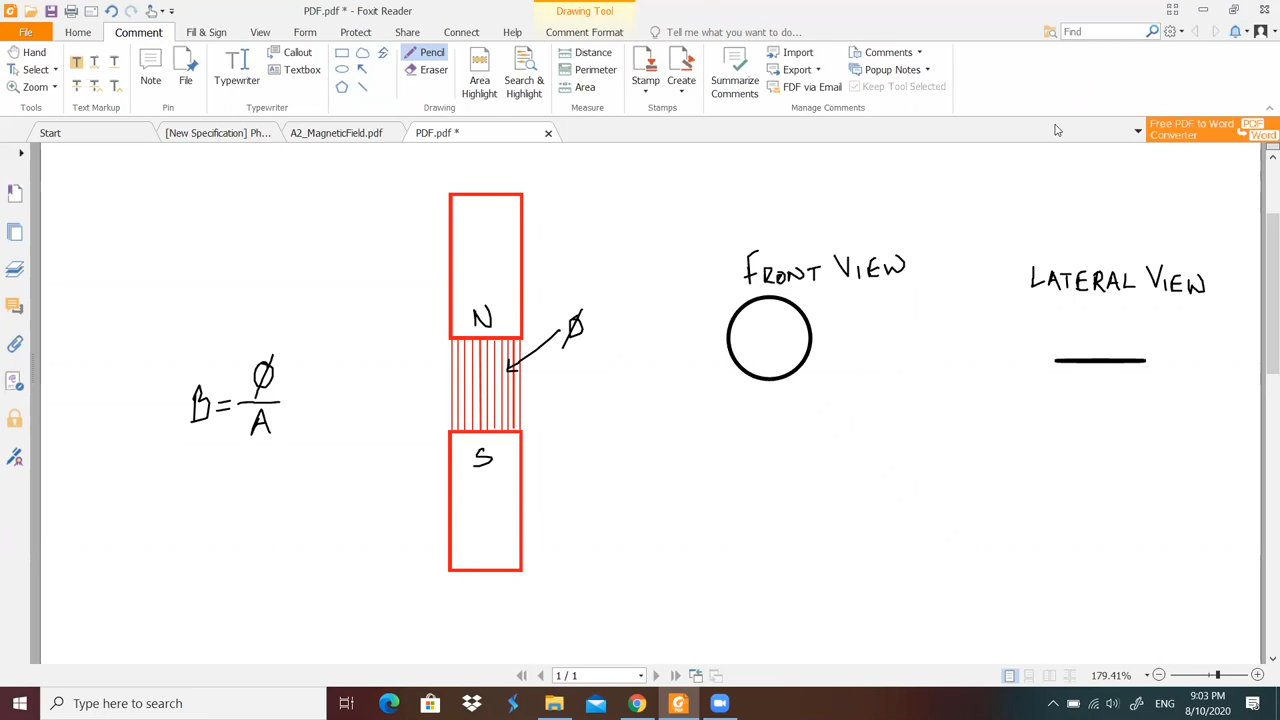 PDF.pdf * - Foxit Reader
Drawing Tool
File
Home
Comment
Fill & Sign
View
Form
Protect
Share
Connect
Help
Comment Format
Tell me what you want to do...
Find
Hand
Select
Zoom
Tools
Text Markup
Note
File
Pin
Typewriter
Callout
Textbox
Typewriter
Pencil
Eraser
Drawing
Area Highlight
Search & Highlight
Distance
Perimeter
Area
Measure
Stamp
Create
Stamps
Summarize Comments
Import
Export
FDF via Email
Comments
Popup Notes
Keep Tool Selected
Manage Comments
Start
[New Specification] Ph...
A2_MagneticField.pdf
PDF.pdf *
Free PDF to Word Converter
PDF
Word
FRONT VIEW
LATERAL VIEW
N
Ø
B = Ø / A
S
1 / 1
179.41%
Type here to search
ENG
9:03 PM
8/10/2020